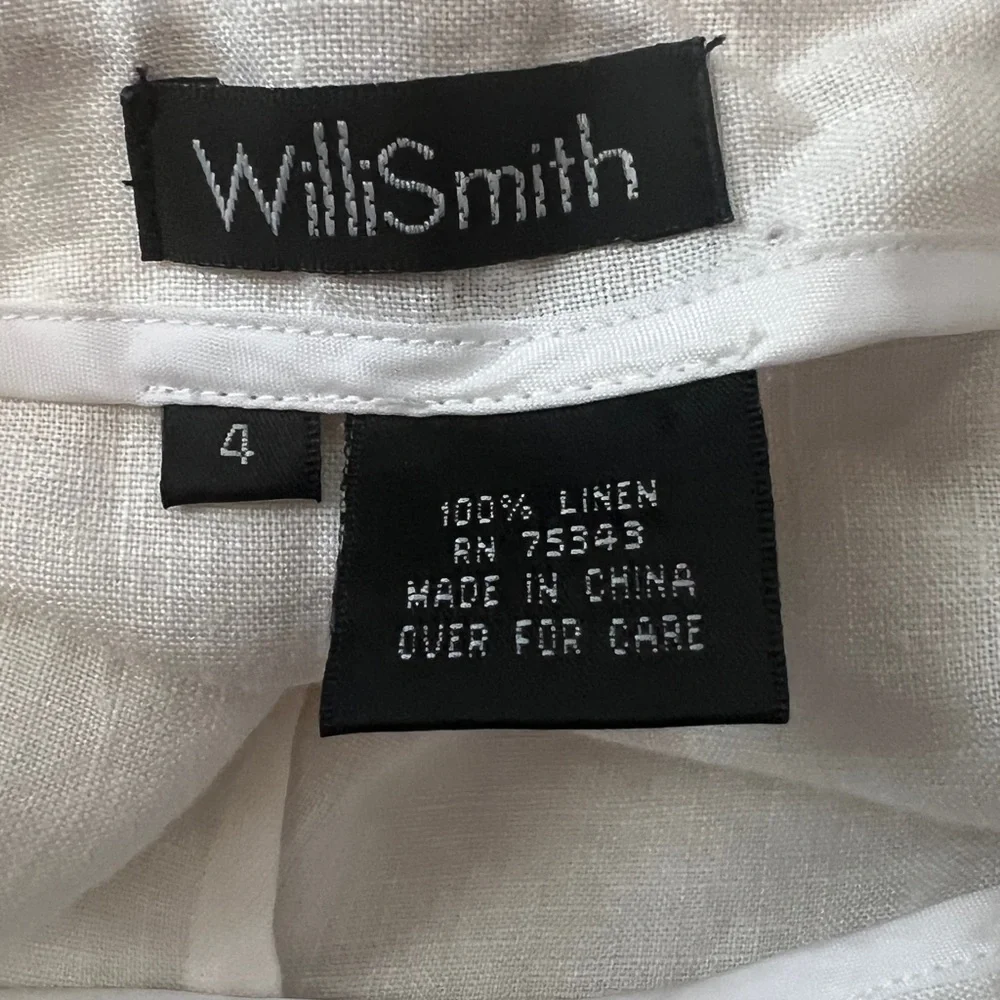 WilliSmith
4
100% LINEN
RN 75343
MADE IN CHINA
OVER FOR CARE